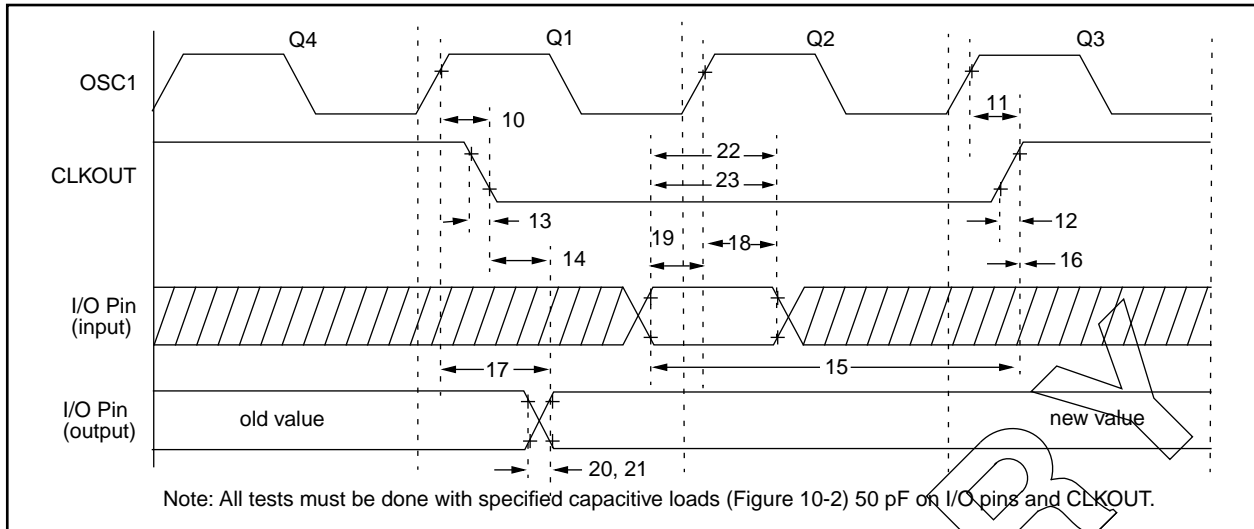 Q4 Q1 Q2 Q3
OSC1
10 11
22
CLKOUT
23
13 12
19 18
14 16
I/O Pin
(input)
17 15
I/O Pin
(output)
old value new value
20, 21
Note: All tests must be done with specified capacitive loads (Figure 10-2) 50 pF on I/O pins and CLKOUT.
R Y